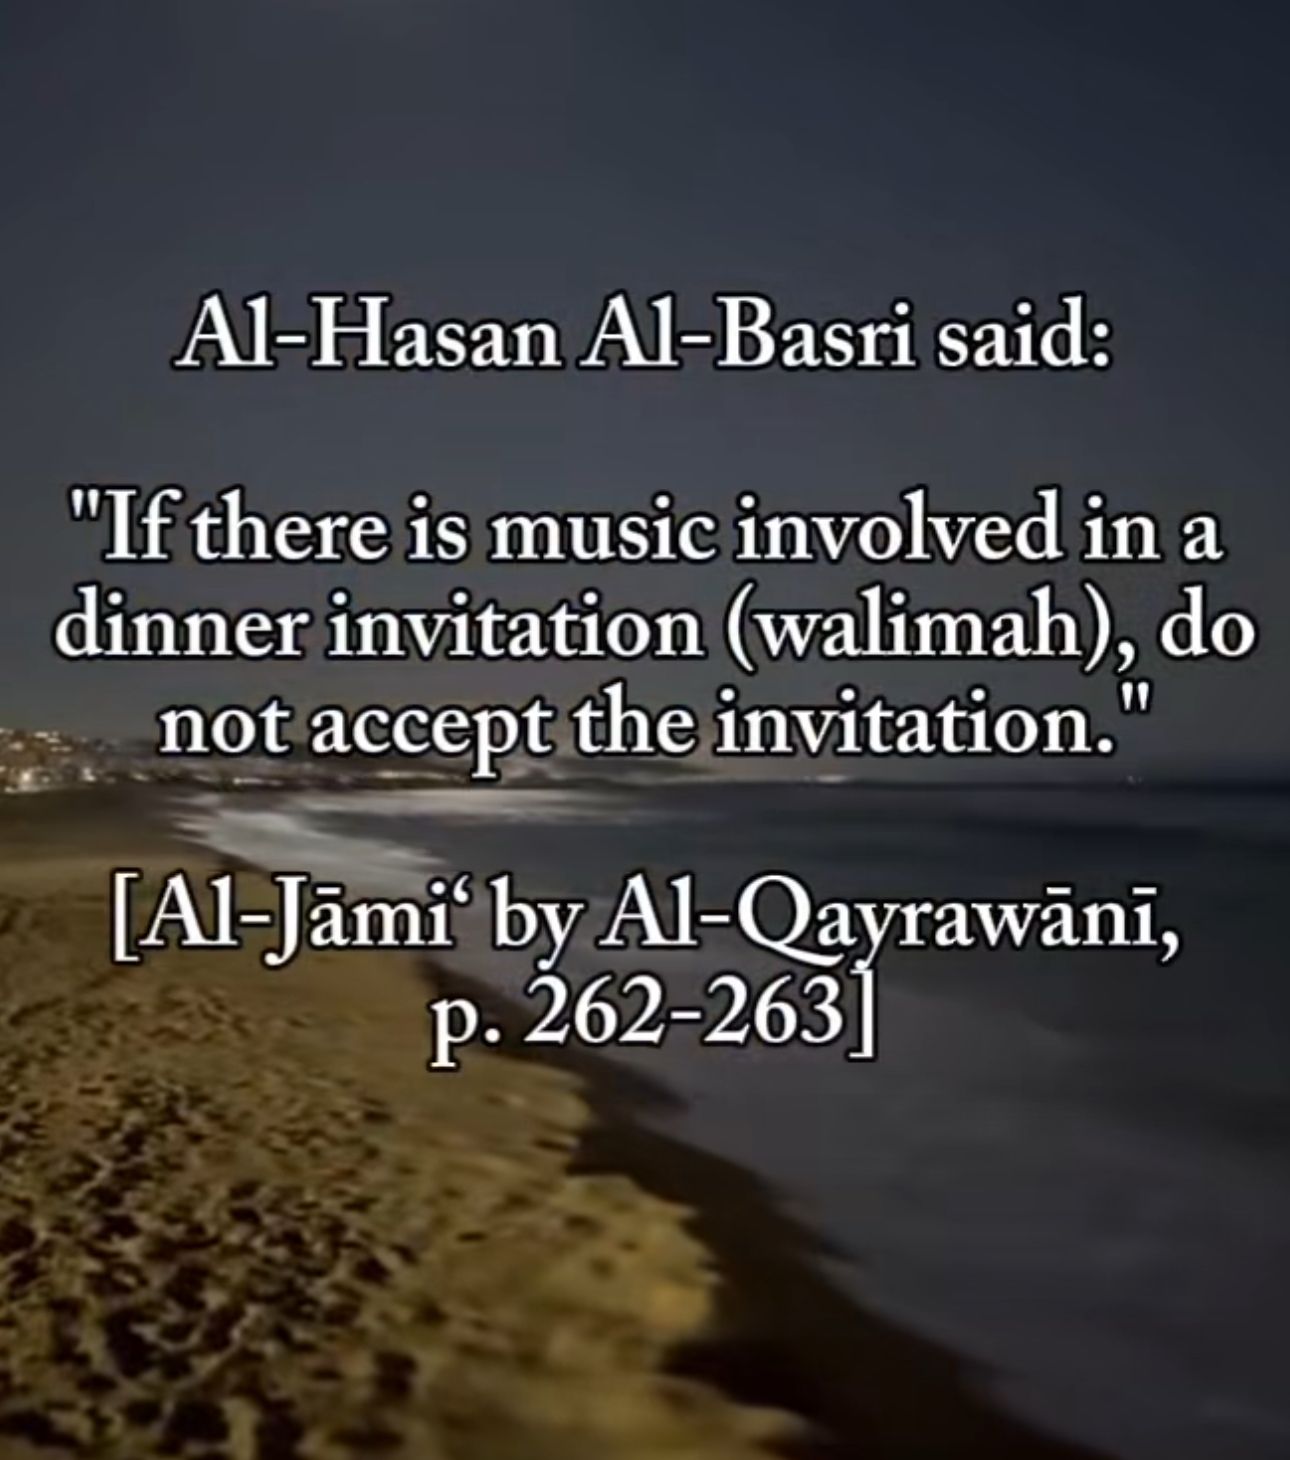 Al-Hasan Al-Basri said:
"If there is music involved in a
dinner invitation (walimah), do
not accept the invitation."
[Al-Jāmi‘ by Al-Qayrawānī,
p. 262-263]